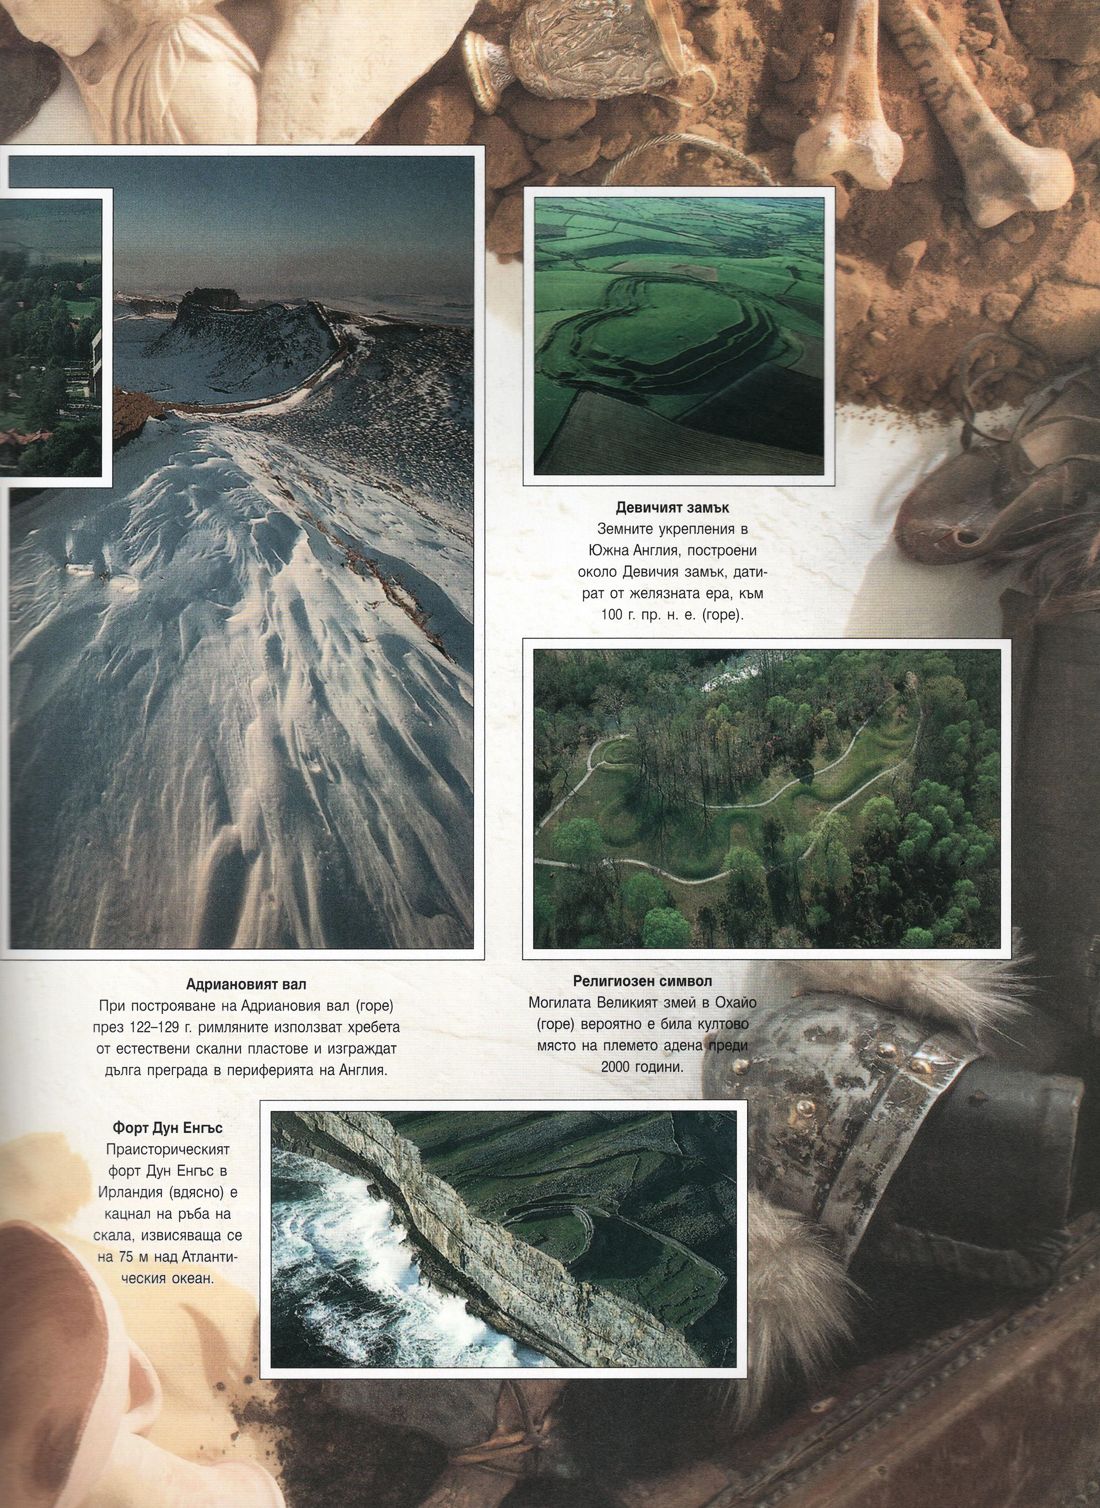 Девичият замък
Земните укрепления в
Южна Англия, построени
около Девичия замък, дати-
рат от желязната ера, към
100 г. пр. н. е. (горе).
Адриановият вал
При построяване на Адриановия вал (горе)
през 122–129 г. римляните използват хребета
от естествени скални пластове и изграждат
дълга преграда в периферията на Англия.
Религиозен символ
Могилата Великият змей в Охайо
(горе) вероятно е била култово
място на племето адена преди
2000 години.
Форт Дун Енгъс
Праисторическият
форт Дун Енгъс в
Ирландия (вдясно) е
кацнал на ръба на
скала, извисяваща се
на 75 м над Атланти-
ческия океан.